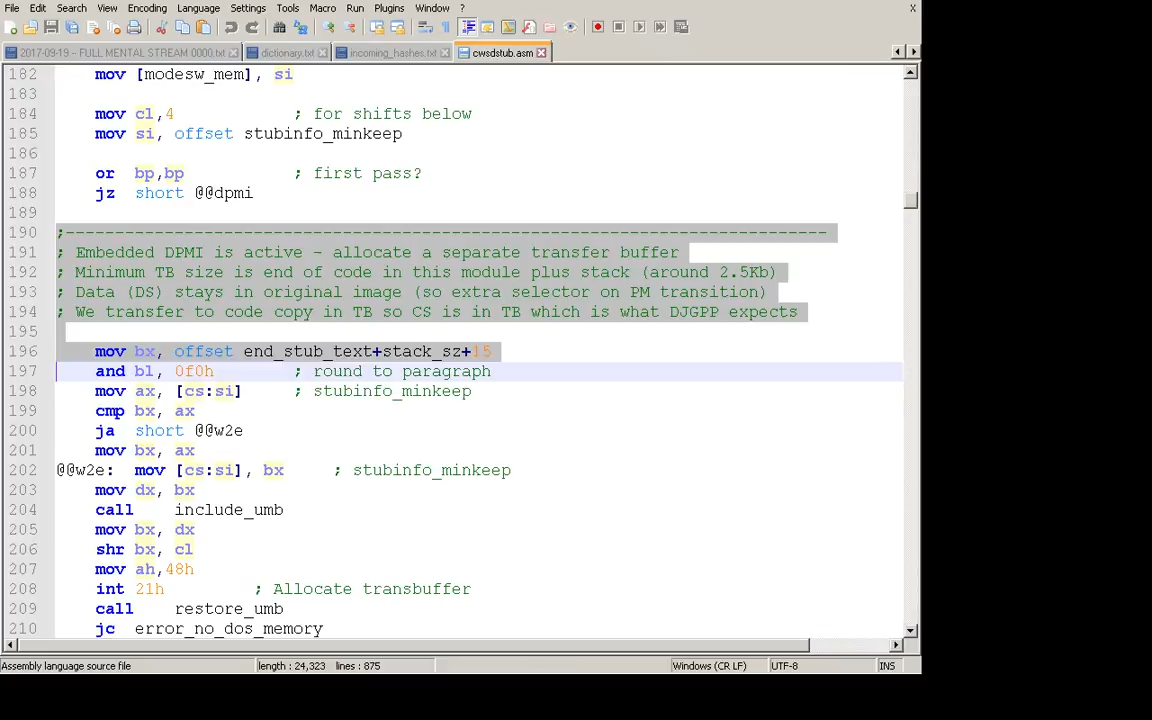 File Edit Search View Encoding Language Settings Tools Macro Run Plugins Window ? X
2017-09-19 – FULL MENTAL STREAM 0000.txt dictionary.txt incoming_hashes.txt cwsdstub.asm
182 mov [modesw_mem], si
183
184 mov cl,4 ; for shifts below
185 mov si, offset stubinfo_minkeep
186
187 or bp,bp ; first pass?
188 jz short @@dpmi
189
190 ;-----------------------------------------------------------------------------
191 ; Embedded DPMI is active - allocate a separate transfer buffer
192 ; Minimum TB size is end of code in this module plus stack (around 2.5Kb)
193 ; Data (DS) stays in original image (so extra selector on PM transition)
194 ; We transfer to code copy in TB so CS is in TB which is what DJGPP expects
195
196 mov bx, offset end_stub_text+stack_sz+15
197 and bl, 0f0h ; round to paragraph
198 mov ax, [cs:si] ; stubinfo_minkeep
199 cmp bx, ax
200 ja short @@w2e
201 mov bx, ax
202 @@w2e: mov [cs:si], bx ; stubinfo_minkeep
203 mov dx, bx
204 call include_umb
205 mov bx, dx
206 shr bx, cl
207 mov ah,48h
208 int 21h ; Allocate transbuffer
209 call restore_umb
210 jc error_no_dos_memory
Assembly language source file length : 24,323 lines : 875 Windows (CR LF) UTF-8 INS